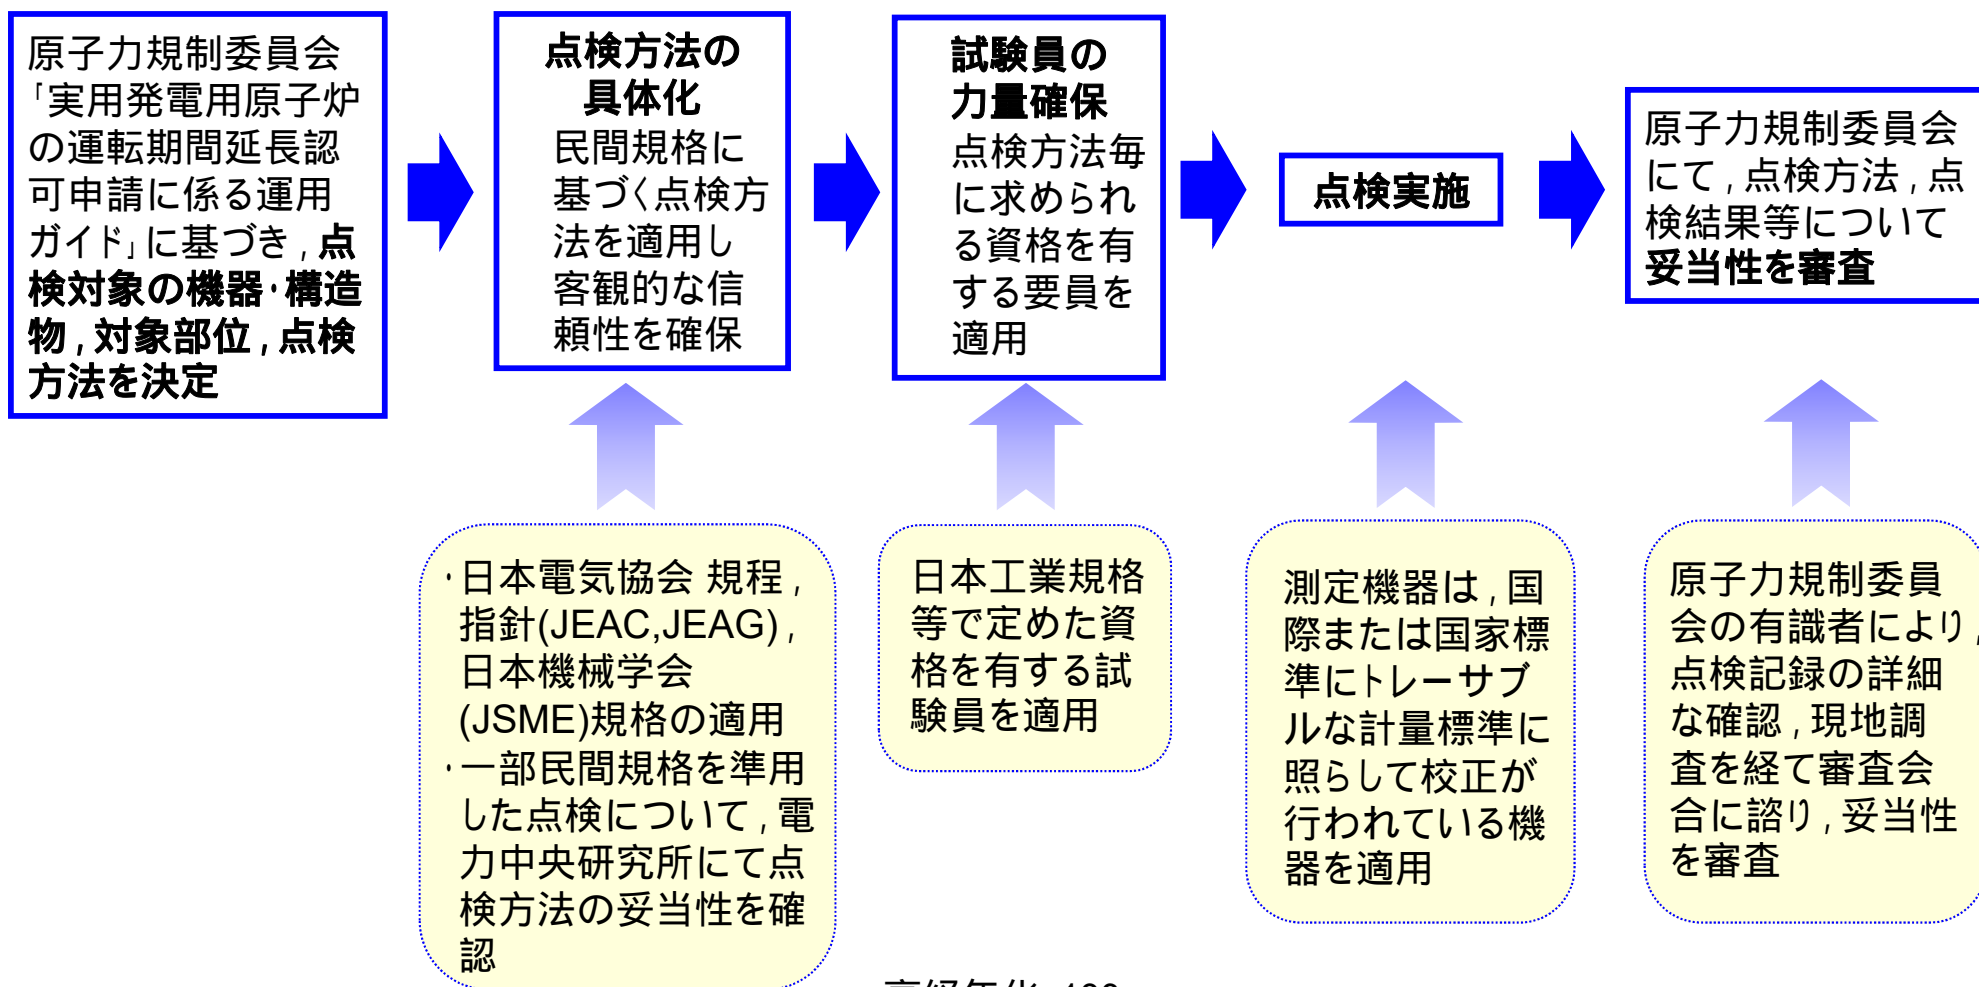 原子力規制委員会
「実用発電用原子炉
の運転期間延長認
可申請に係る運用
ガイド」に基づき，点
検対象の機器・構造
物，対象部位，点検
方法を決定
点検方法の
具体化
民間規格に
基づく点検方
法を適用し
客観的な信
頼性を確保
試験員の
力量確保
点検方法毎
に求められ
る資格を有
する要員を
適用
点検実施
原子力規制委員会
にて，点検方法，点
検結果等について
妥当性を審査
・日本電気協会 規程，
指針(JEAC,JEAG)，
日本機械学会
(JSME)規格の適用
・一部民間規格を準用
した点検について，電
力中央研究所にて点
検方法の妥当性を確
認
日本工業規格
等で定めた資
格を有する試
験員を適用
測定機器は，国
際または国家標
準にトレーサブ
ルな計量標準に
照らして校正が
行われている機
器を適用
原子力規制委員
会の有識者により，
点検記録の詳細
な確認，現地調
査を経て審査会
合に諮り，妥当性
を審査